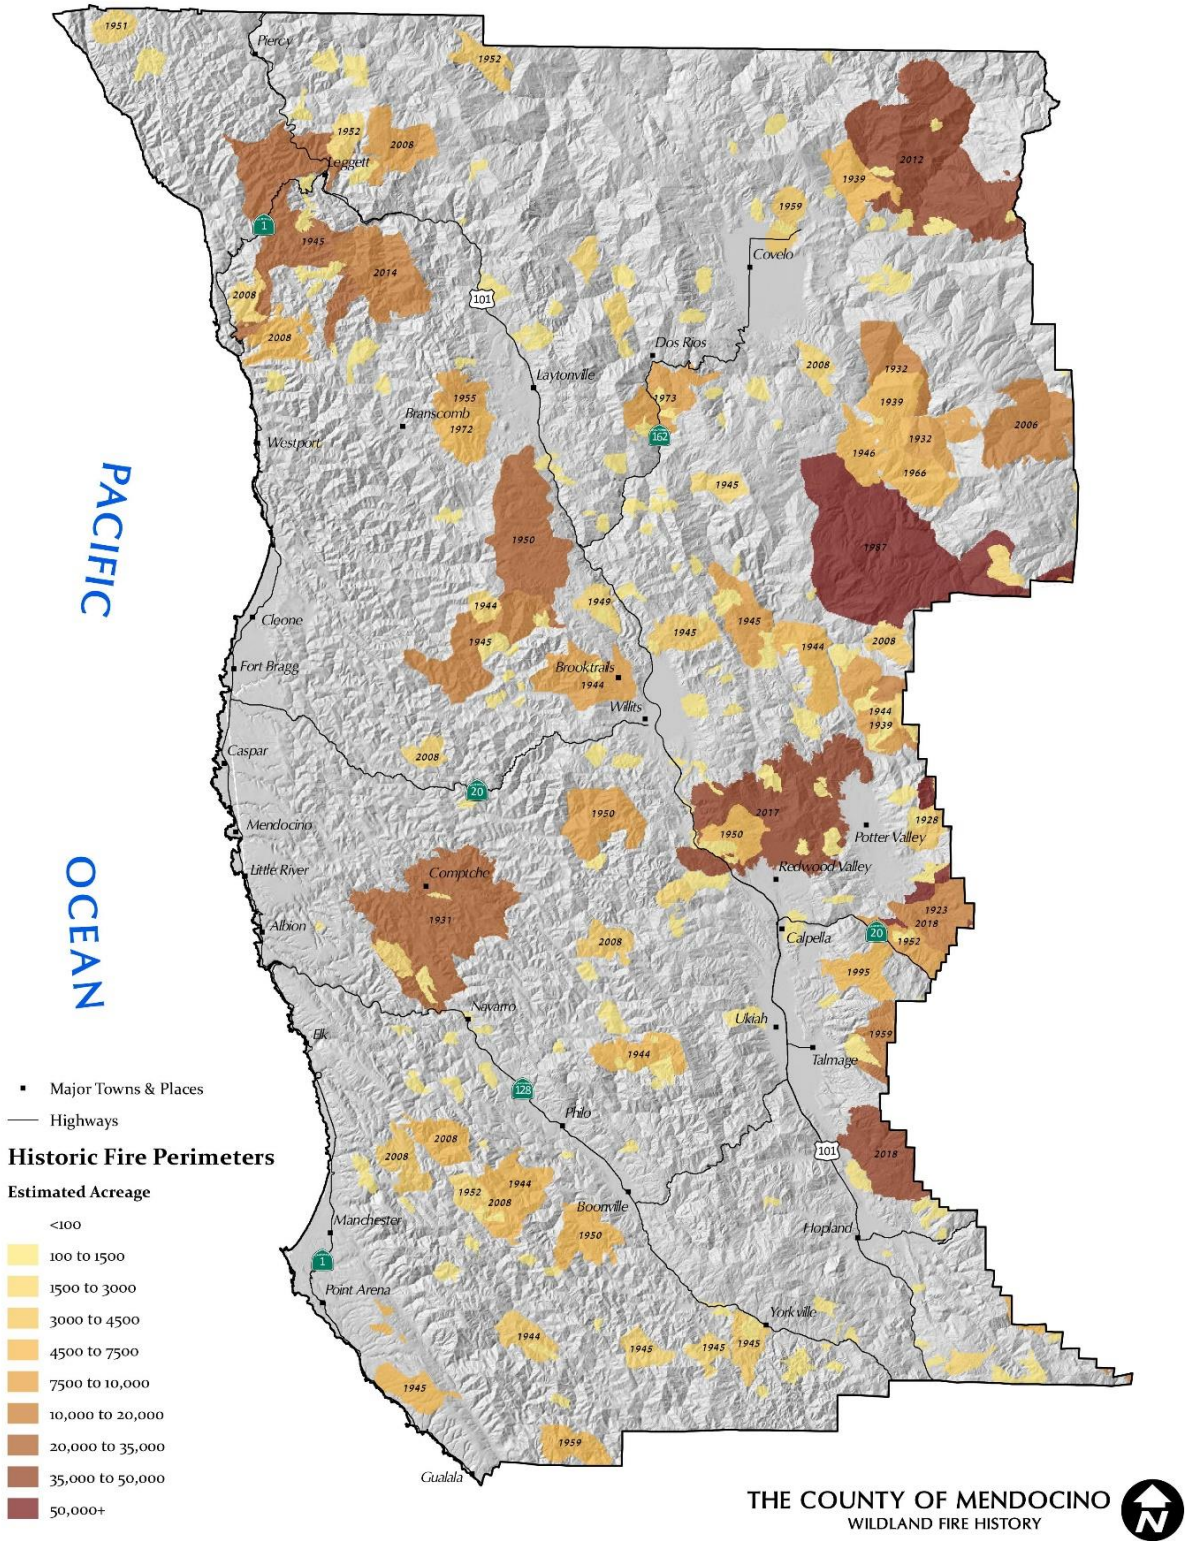 1951
Piercy
1952
1952
2008
Leggett
2012
1939
1959
1
1945
Covelo
2014
2008
101
2008
Dos Rios
2008
1932
Laytonville
1955
1973
1939
Branscomb
1972
162
2006
1932
Westport
1946
1966
1945
PACIFIC
1950
1987
1944
1949
Cleone
1945
1945
1945
1944
2008
Fort Bragg
Brooktrails
1944
Willits
1944
1939
Caspar
2008
20
2017
1950
1928
Mendocino
1950
Potter Valley
Little River
Comptche
Redwood Valley
OCEAN
1931
1923
2018
Albion
20
Calpella
2008
1952
1995
Navarro
Ukiah
Elk
1959
1944
Talmage
128
Philo
2008
101
2008
2018
1944
1952
2008
Boonville
Manchester
1950
Hopland
1
Point Arena
Yorkville
1944
1945
1945
1945
1945
1959
Gualala
Major Towns & Places
Highways
Historic Fire Perimeters
Estimated Acreage
<100
100 to 1500
1500 to 3000
3000 to 4500
4500 to 7500
7500 to 10,000
10,000 to 20,000
20,000 to 35,000
35,000 to 50,000
50,000+
THE COUNTY OF MENDOCINO
WILDLAND FIRE HISTORY
N